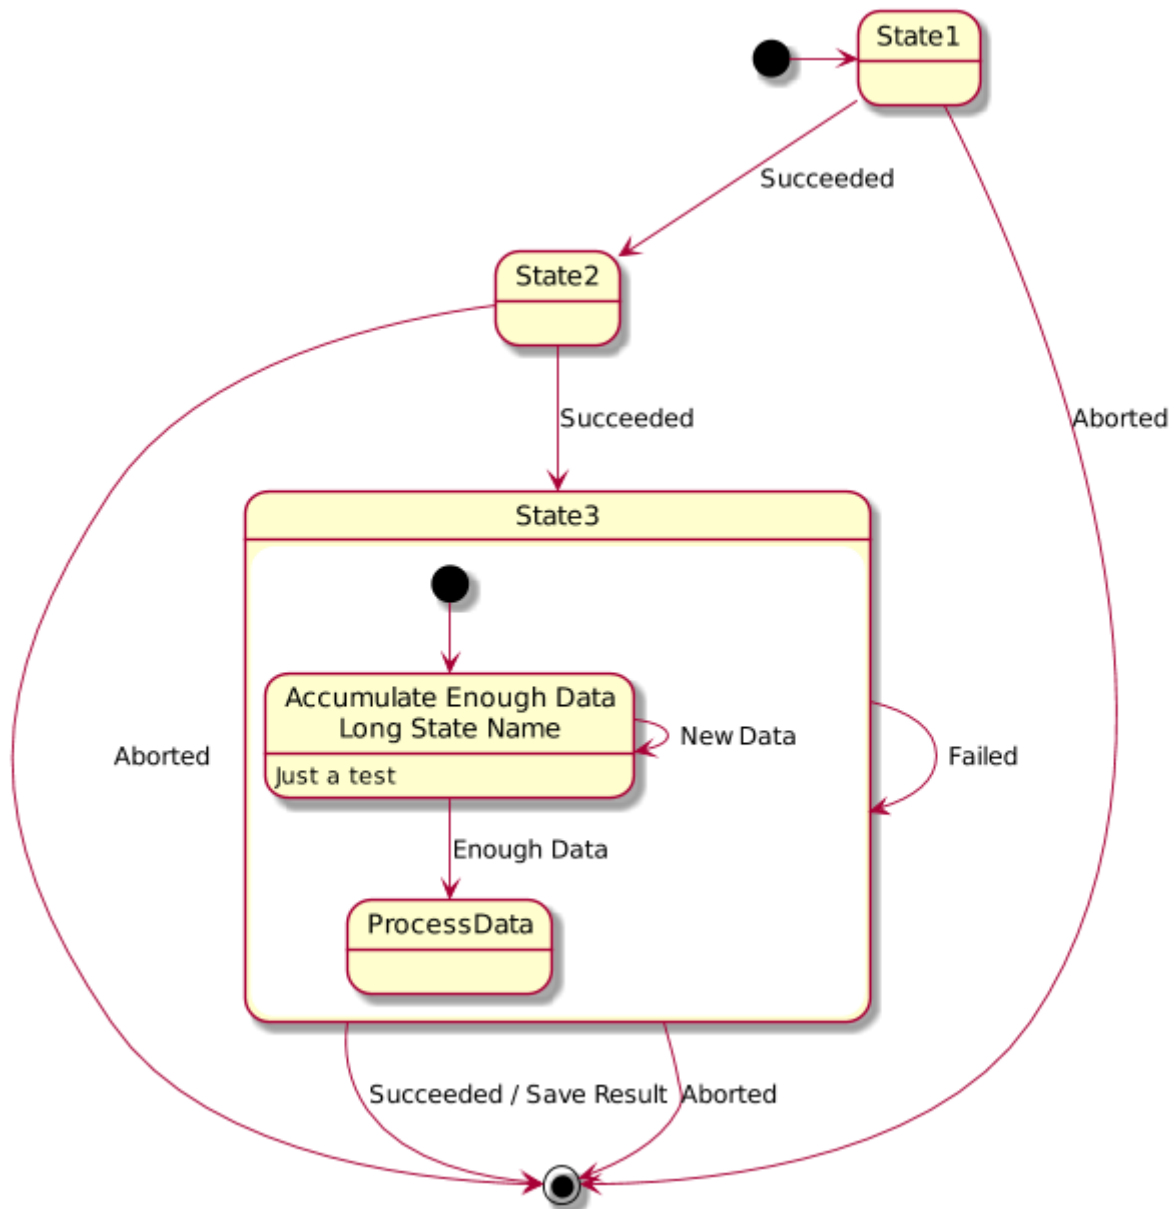 State1
Succeeded
State2
Succeeded
Aborted
State3
Accumulate Enough Data
Long State Name
New Data
Just a test
Aborted
Failed
Enough Data
ProcessData
Succeeded / Save Result
Aborted